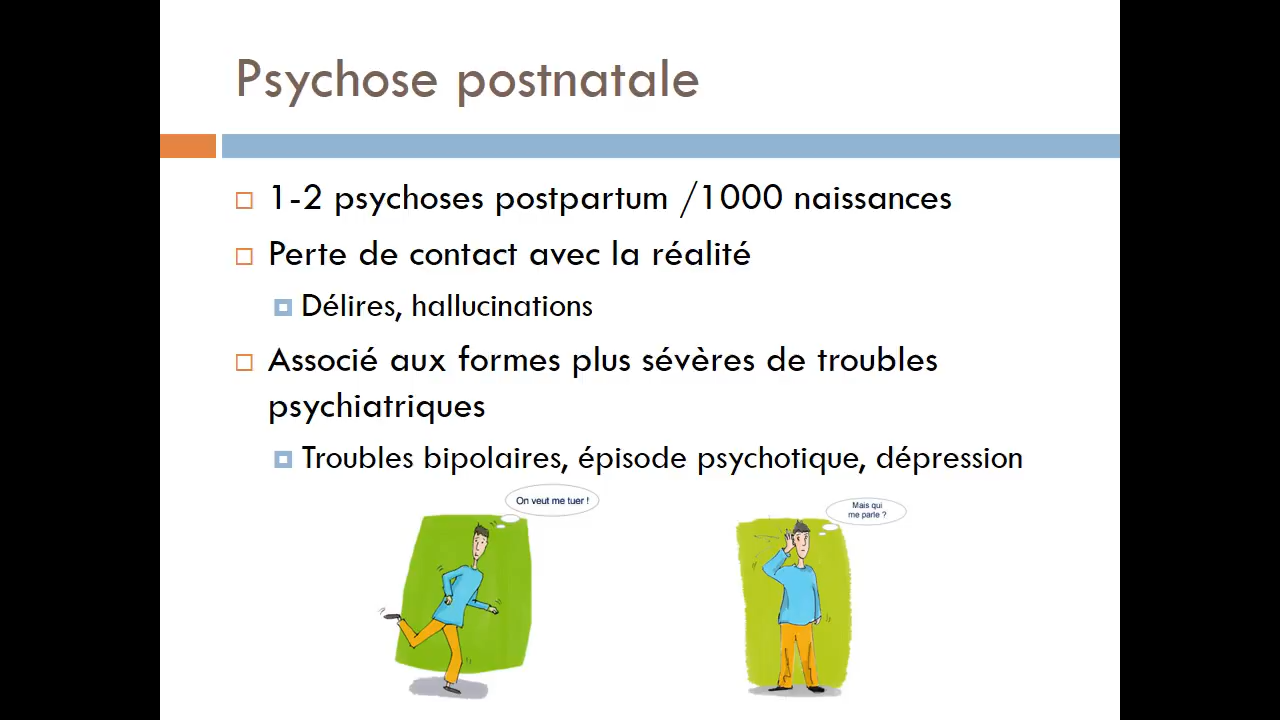 Psychose postnatale
1-2 psychoses postpartum /1000 naissances
Perte de contact avec la réalité
Délires, hallucinations
Associé aux formes plus sévères de troubles
psychiatriques
Troubles bipolaires, épisode psychotique, dépression
On veut me tuer !
Mais qui
me parle ?